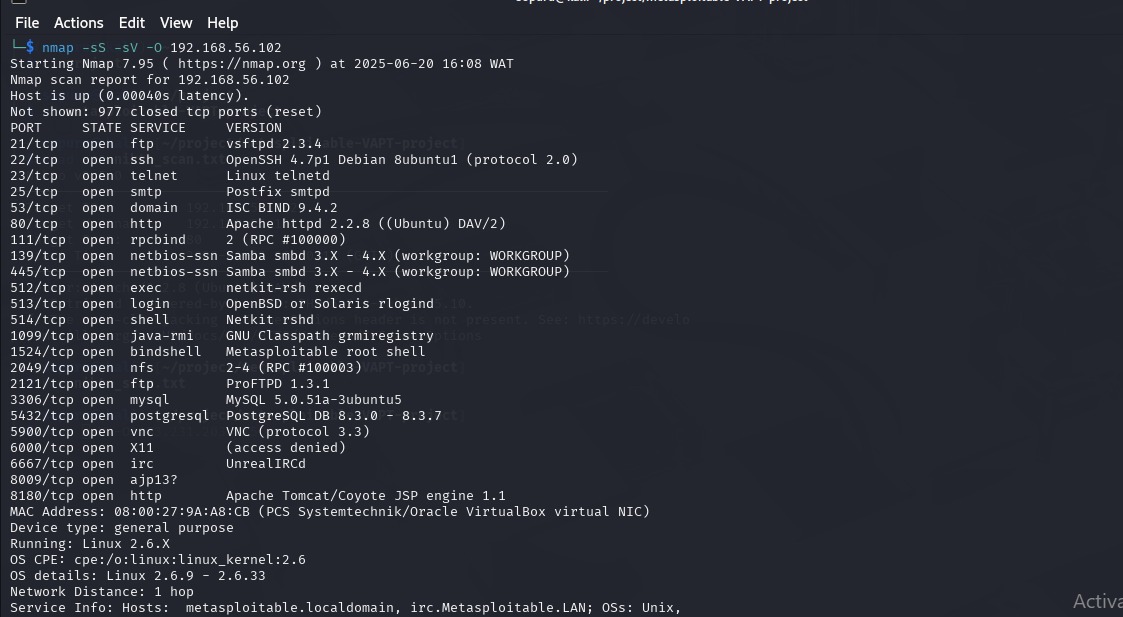 File Actions Edit View Help
└─$ nmap -sS -sV -O 192.168.56.102
Starting Nmap 7.95 ( https://nmap.org ) at 2025-06-20 16:08 WAT
Nmap scan report for 192.168.56.102
Host is up (0.00040s latency).
Not shown: 977 closed tcp ports (reset)
PORT     STATE SERVICE     VERSION
21/tcp   open  ftp         vsftpd 2.3.4
22/tcp   open  ssh         OpenSSH 4.7p1 Debian 8ubuntu1 (protocol 2.0)
23/tcp   open  telnet      Linux telnetd
25/tcp   open  smtp        Postfix smtpd
53/tcp   open  domain      ISC BIND 9.4.2
80/tcp   open  http        Apache httpd 2.2.8 ((Ubuntu) DAV/2)
111/tcp  open  rpcbind     2 (RPC #100000)
139/tcp  open  netbios-ssn Samba smbd 3.X - 4.X (workgroup: WORKGROUP)
445/tcp  open  netbios-ssn Samba smbd 3.X - 4.X (workgroup: WORKGROUP)
512/tcp  open  exec        netkit-rsh rexecd
513/tcp  open  login       OpenBSD or Solaris rlogind
514/tcp  open  shell       Netkit rshd
1099/tcp open  java-rmi    GNU Classpath grmiregistry
1524/tcp open  bindshell   Metasploitable root shell
2049/tcp open  nfs         2-4 (RPC #100003)
2121/tcp open  ftp         ProFTPD 1.3.1
3306/tcp open  mysql       MySQL 5.0.51a-3ubuntu5
5432/tcp open  postgresql  PostgreSQL DB 8.3.0 - 8.3.7
5900/tcp open  vnc         VNC (protocol 3.3)
6000/tcp open  X11         (access denied)
6667/tcp open  irc         UnrealIRCd
8009/tcp open  ajp13?
8180/tcp open  http        Apache Tomcat/Coyote JSP engine 1.1
MAC Address: 08:00:27:9A:A8:CB (PCS Systemtechnik/Oracle VirtualBox virtual NIC)
Device type: general purpose
Running: Linux 2.6.X
OS CPE: cpe:/o:linux:linux_kernel:2.6
OS details: Linux 2.6.9 - 2.6.33
Network Distance: 1 hop
Service Info: Hosts:  metasploitable.localdomain, irc.Metasploitable.LAN; OSs: Unix,
Activa